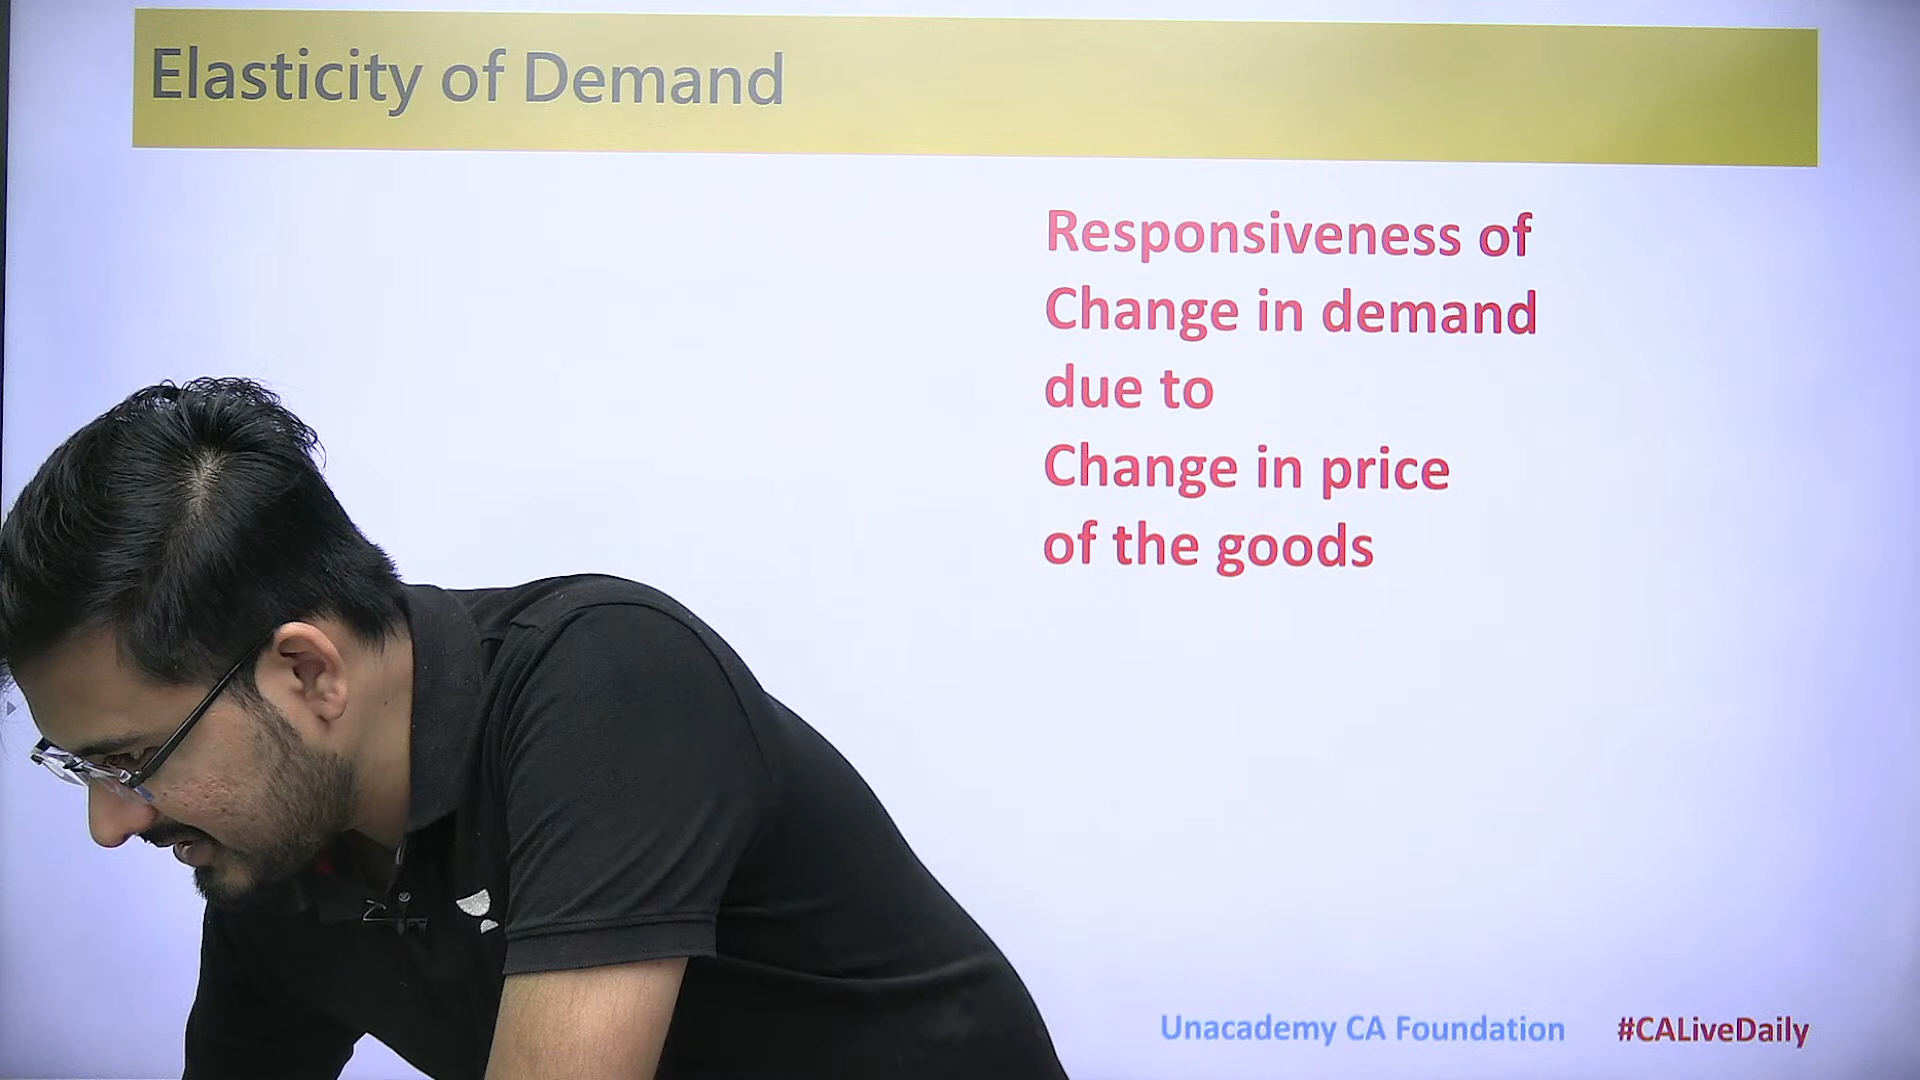 Elasticity of Demand
Responsiveness of
Change in demand
due to
Change in price
of the goods
Unacademy CA Foundation #CALiveDaily